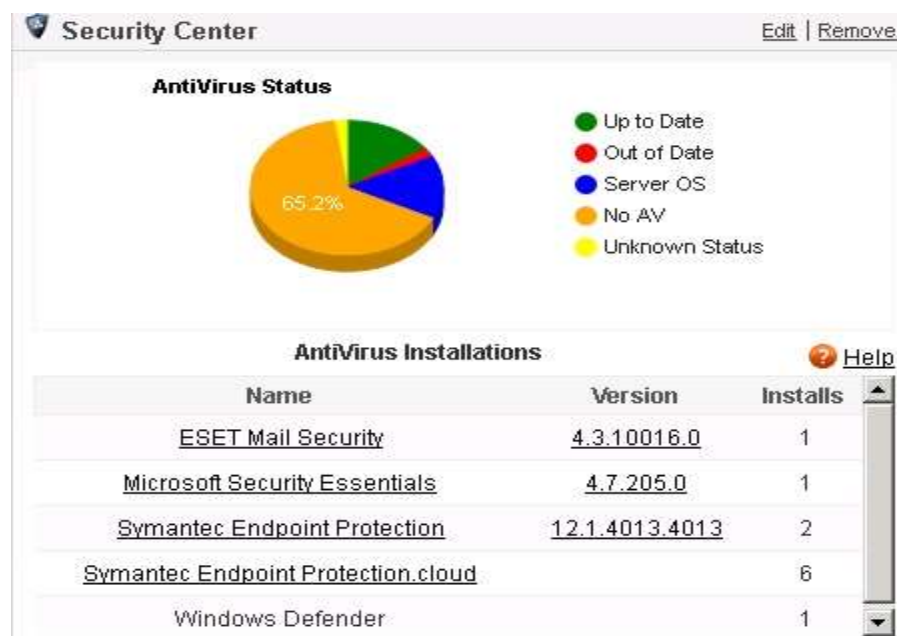 Security Center Edit | Remove
AntiVirus Status
Up to Date
Out of Date
Server OS
No AV
Unknown Status
65.2%
AntiVirus Installations
Help
Name Version Installs
ESET Mail Security 4.3.10016.0 1
Microsoft Security Essentials 4.7.205.0 1
Symantec Endpoint Protection 12.1.4013.4013 2
Symantec Endpoint Protection.cloud 6
Windows Defender 1